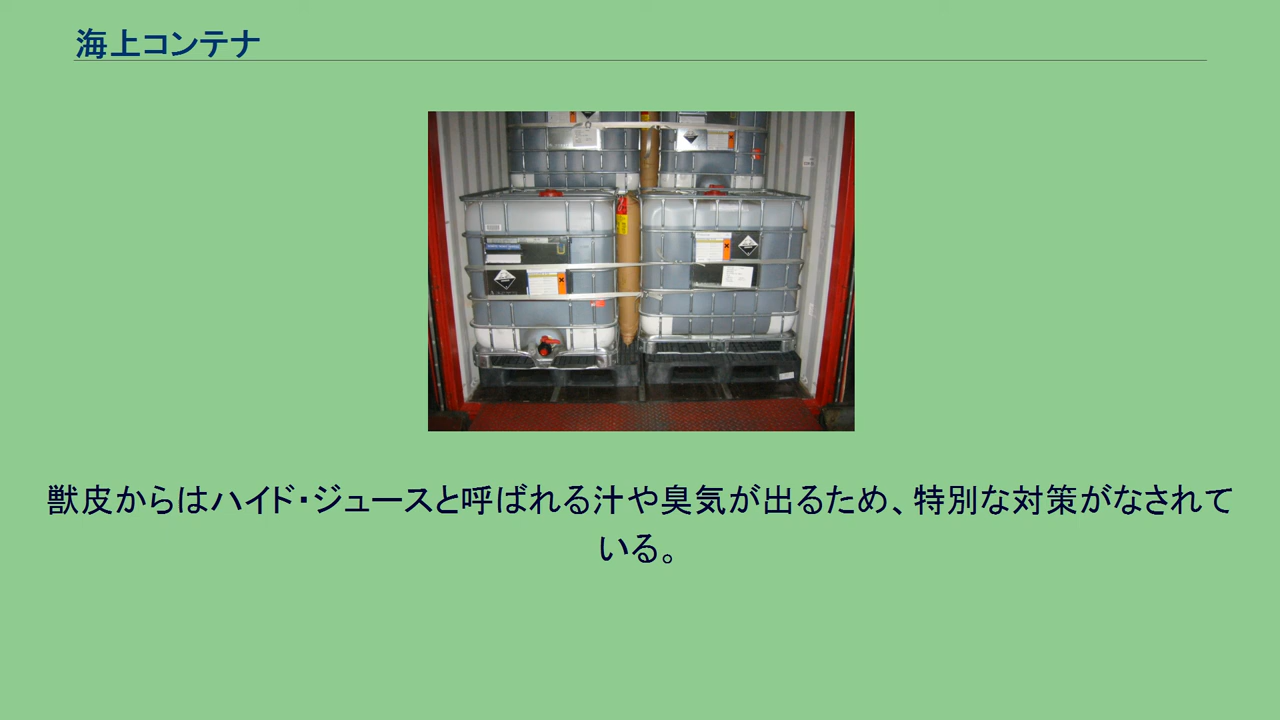 海上コンテナ
獣皮からはハイド・ジュースと呼ばれる汁や臭気が出るため、特別な対策がなされて
いる。